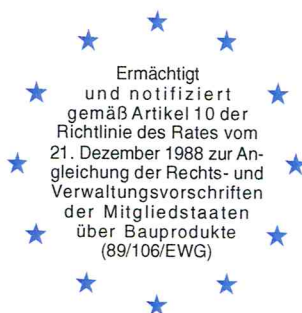 Ermächtigt
und notifiziert
gemäß Artikel 10 der
Richtlinie des Rates vom
21. Dezember 1988 zur An-
gleichung der Rechts- und
Verwaltungsvorschriften
der Mitgliedstaaten
über Bauprodukte
(89/106/EWG)